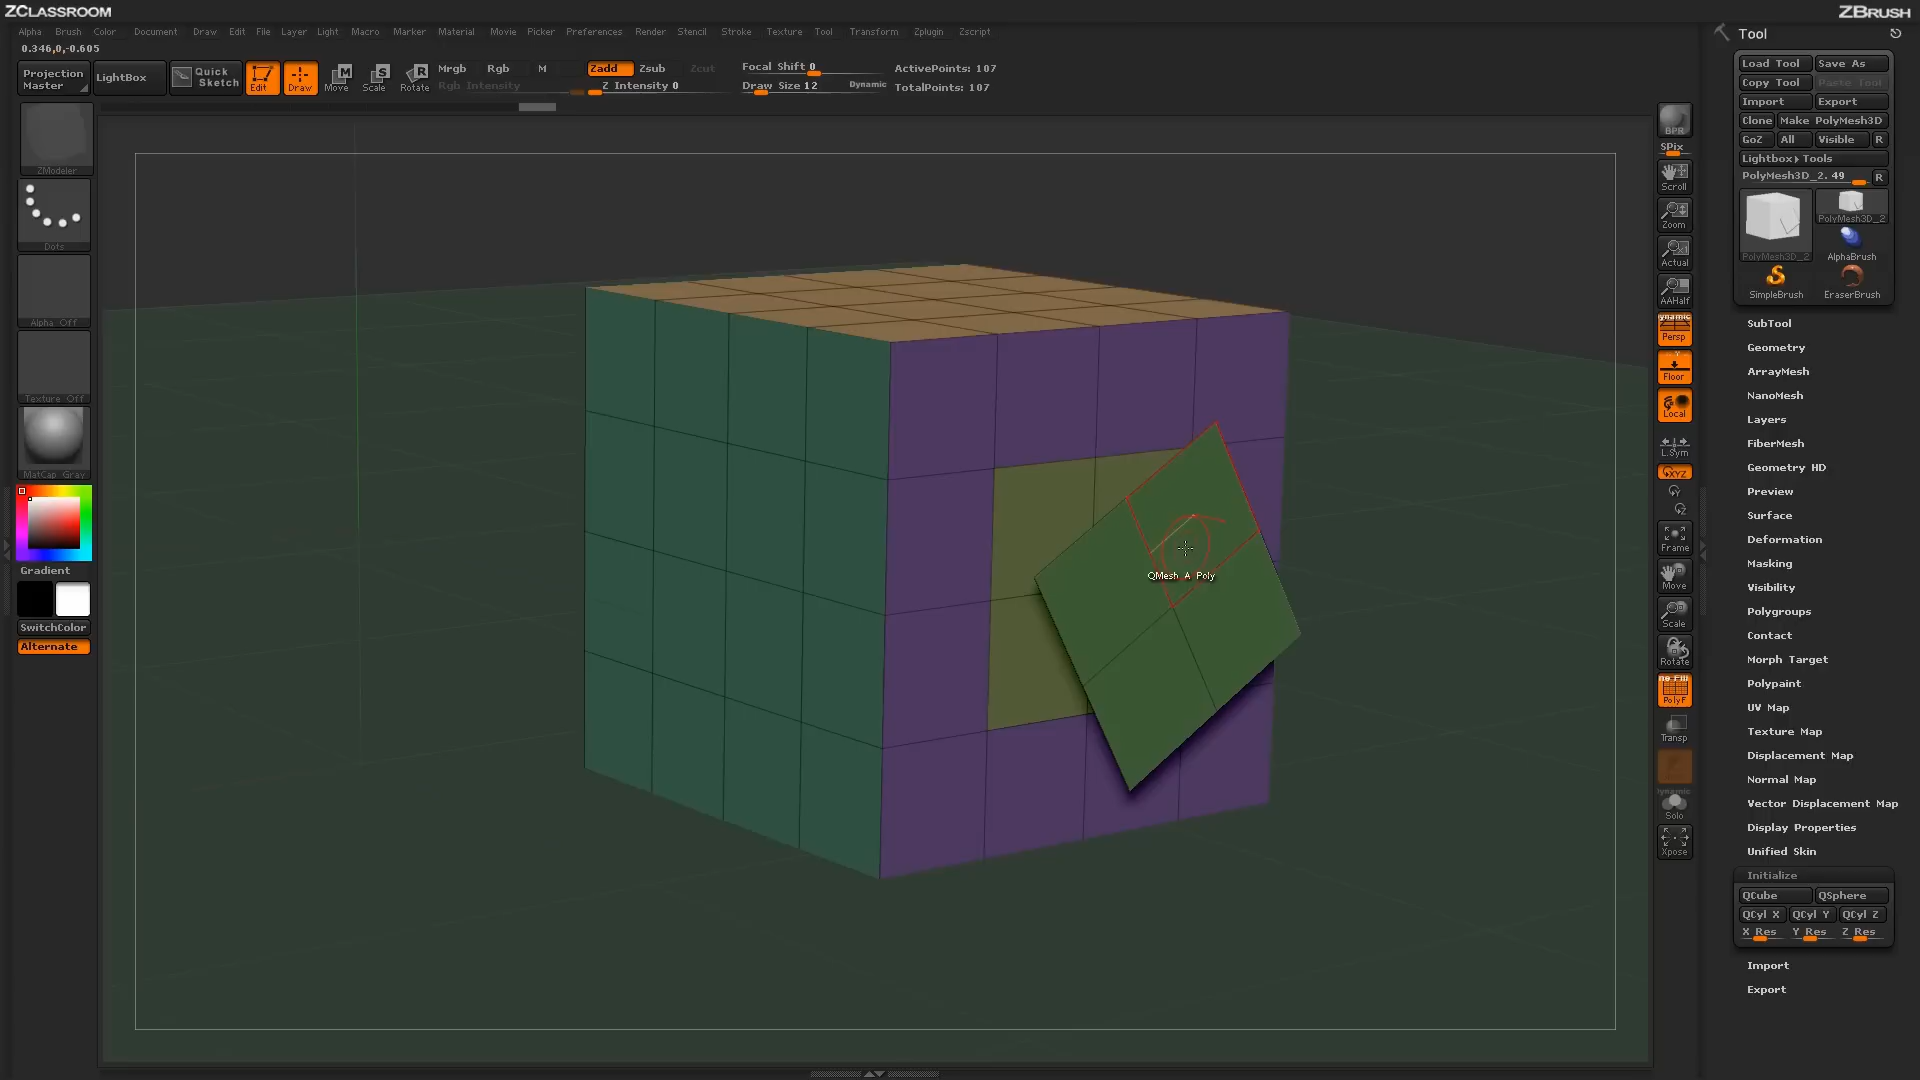 ZCLASSROOM
ZBRUSH
Alpha Brush Color Document Draw Edit File Layer Light Macro Marker Material Movie Picker Preferences Render Stencil Stroke Texture Tool Transform Zplugin Zscript
0.346,0,-0.605
Projection Master
LightBox
Quick Sketch
Edit
Draw
Move
Scale
Rotate
Mrgb Rgb M
Rgb Intensity
Zadd Zsub Zcut
Z Intensity 0
Focal Shift 0
Draw Size 12
Dynamic
ActivePoints: 107
TotalPoints: 107
ZModeler
Dots
Alpha Off
Texture Off
MatCap Gray
Gradient
SwitchColor
Alternate
QMesh A Poly
BPR
SPix
Scroll
Zoom
Actual
AAHalf
Persp
Floor
Local
L.Sym
XYZ
Frame
Move
Scale
Rotate
PolyF
Transp
Dynamic
Solo
Xpose
Tool
Load Tool Save As
Copy Tool Paste Tool
Import Export
Clone Make PolyMesh3D
GoZ All Visible R
Lightbox▸Tools
PolyMesh3D_2. 49 R
PolyMesh3D_2
PolyMesh3D_2
AlphaBrush
SimpleBrush
EraserBrush
SubTool
Geometry
ArrayMesh
NanoMesh
Layers
FiberMesh
Geometry HD
Preview
Surface
Deformation
Masking
Visibility
Polygroups
Contact
Morph Target
Polypaint
UV Map
Texture Map
Displacement Map
Normal Map
Vector Displacement Map
Display Properties
Unified Skin
Initialize
QCube QSphere
QCyl X QCyl Y QCyl Z
X Res Y Res Z Res
Import
Export